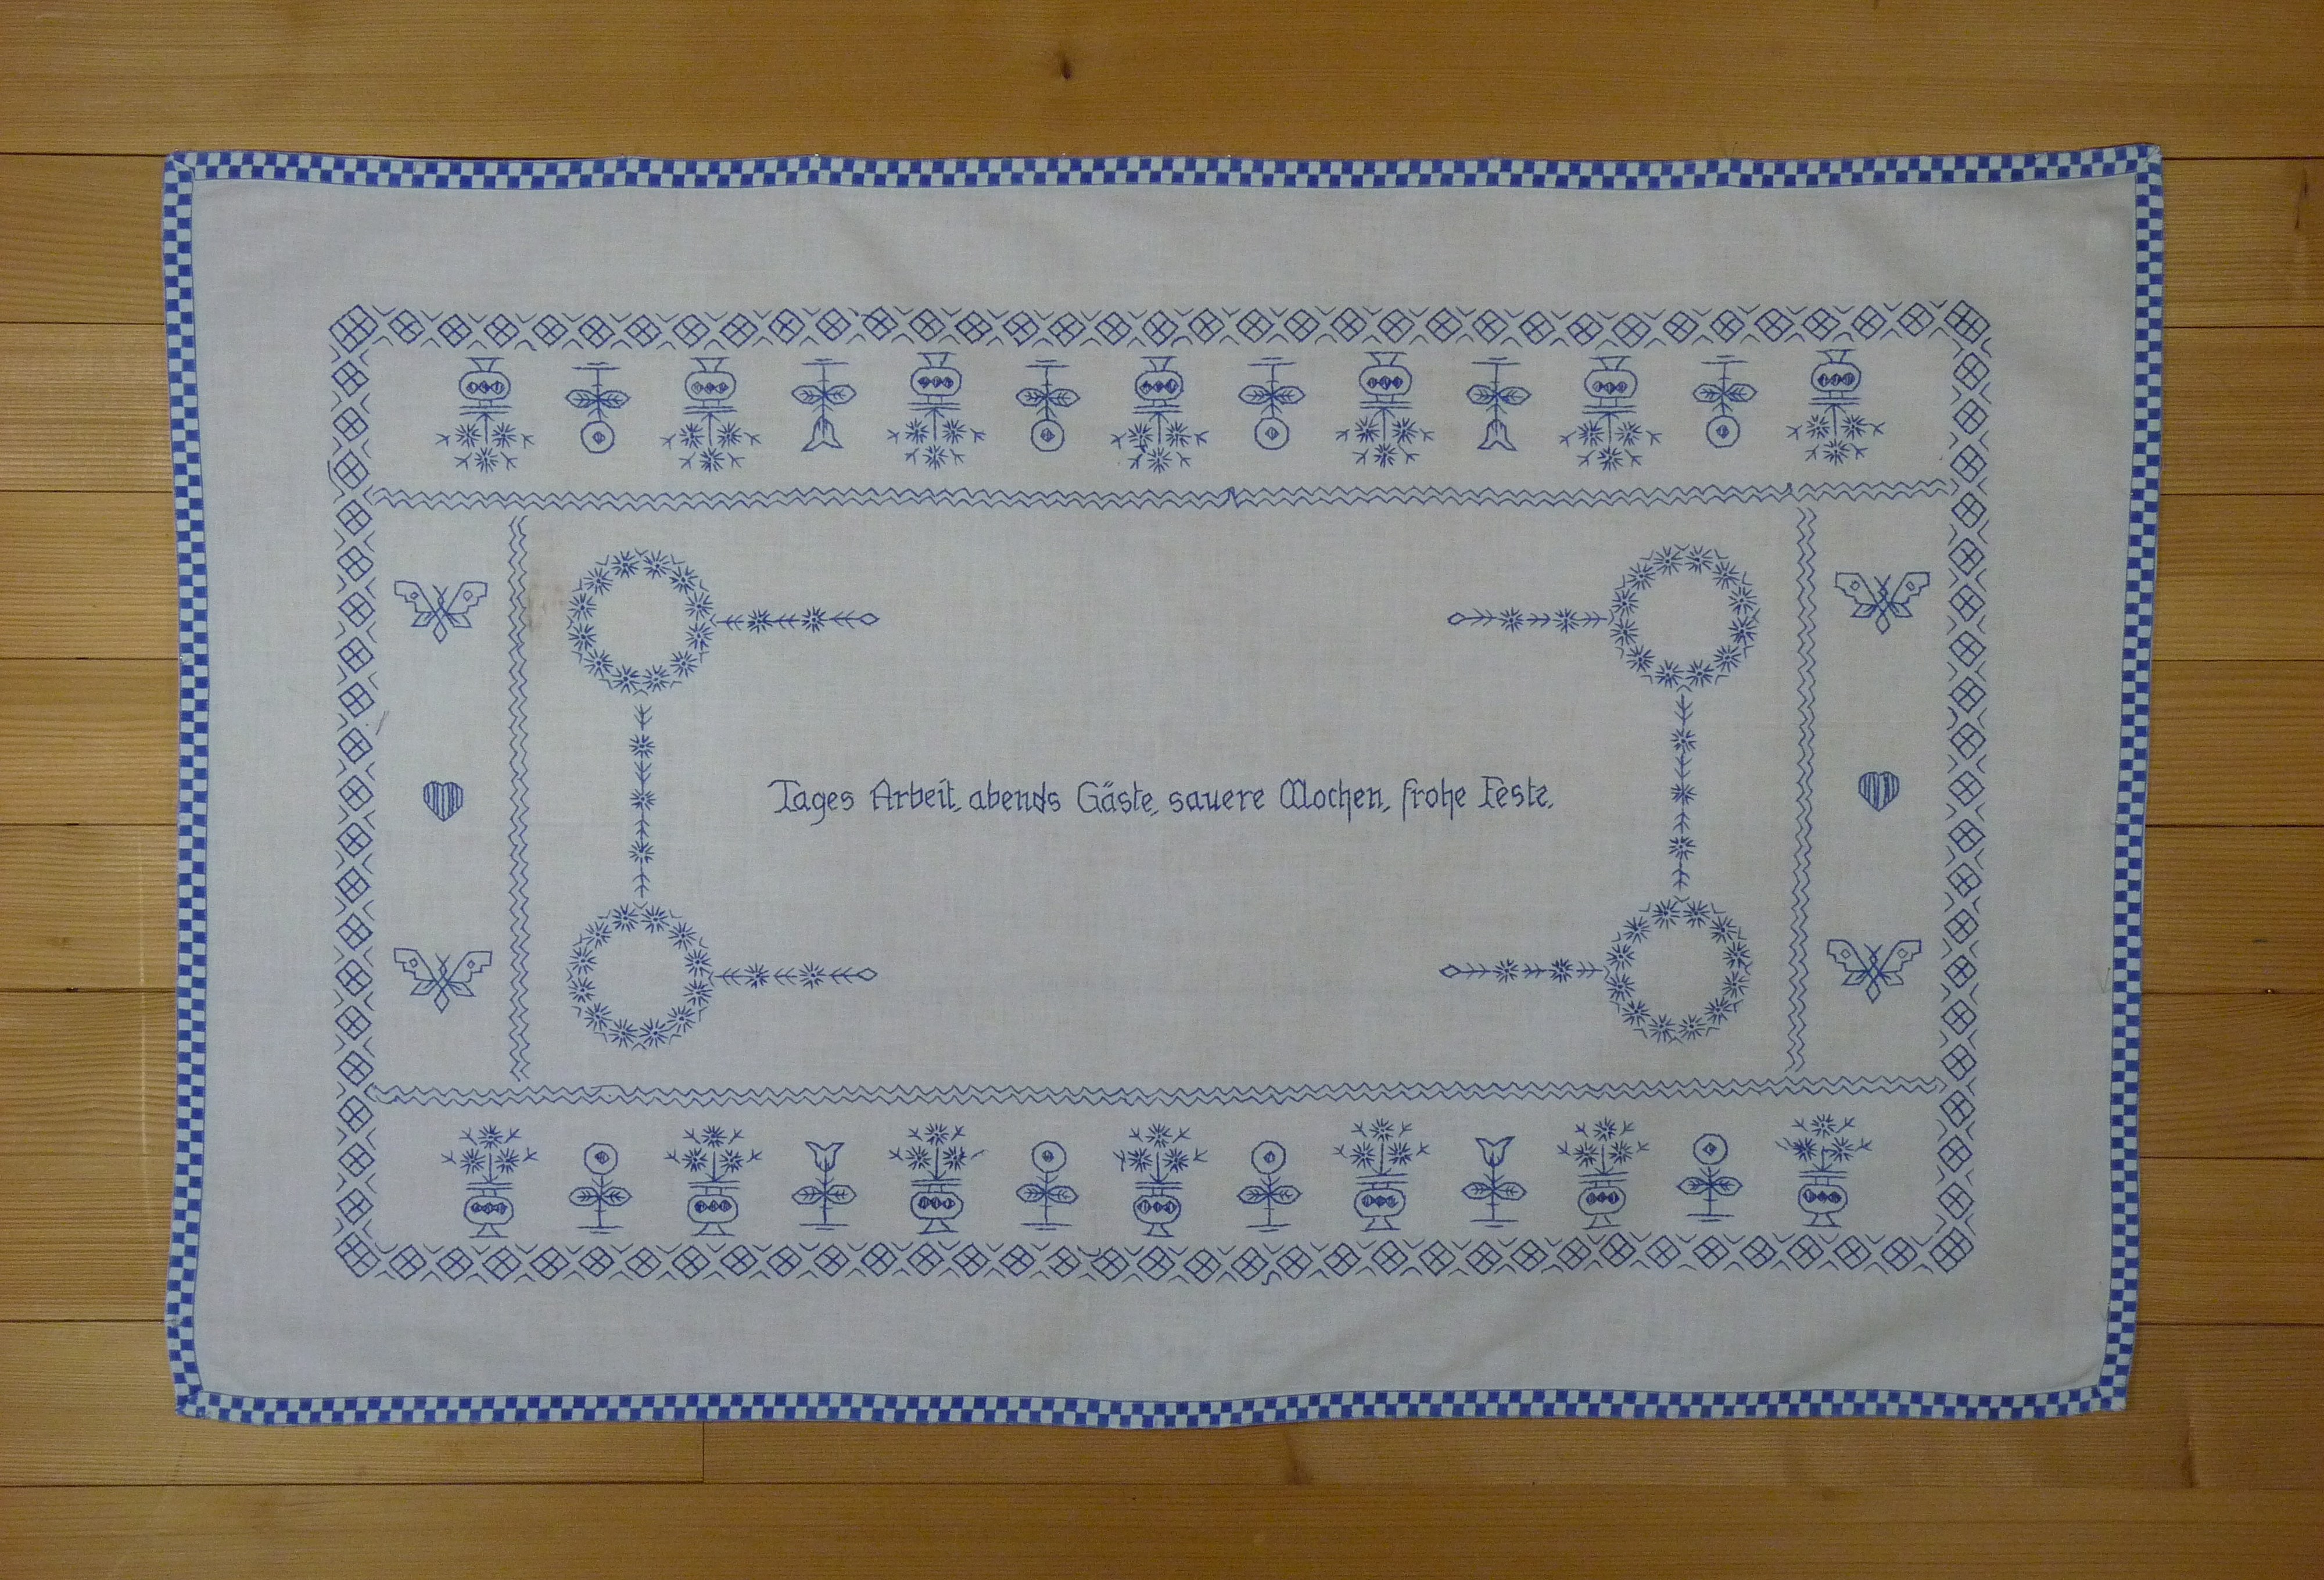 Tages Arbeit, abends Gäste, sauere Wochen, frohe Feste.